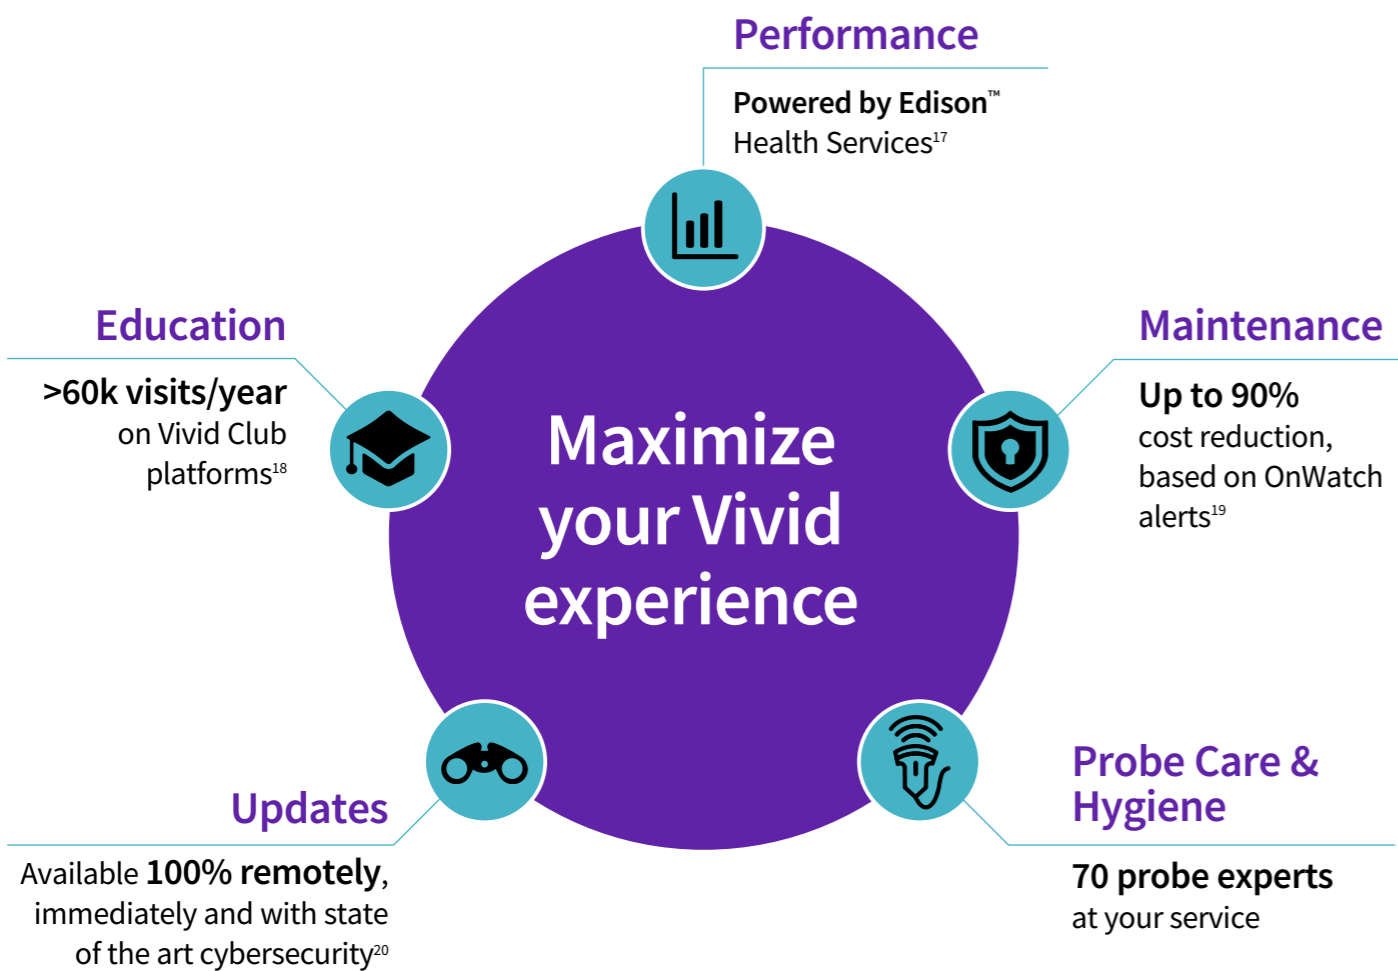 Performance
Powered by Edison™
Health Services¹⁷
Education
>60k visits/year
on Vivid Club
platforms¹⁸
Maintenance
Up to 90%
cost reduction,
based on OnWatch
alerts¹⁹
Maximize
your Vivid
experience
Updates
Available 100% remotely,
immediately and with state
of the art cybersecurity²⁰
Probe Care &
Hygiene
70 probe experts
at your service